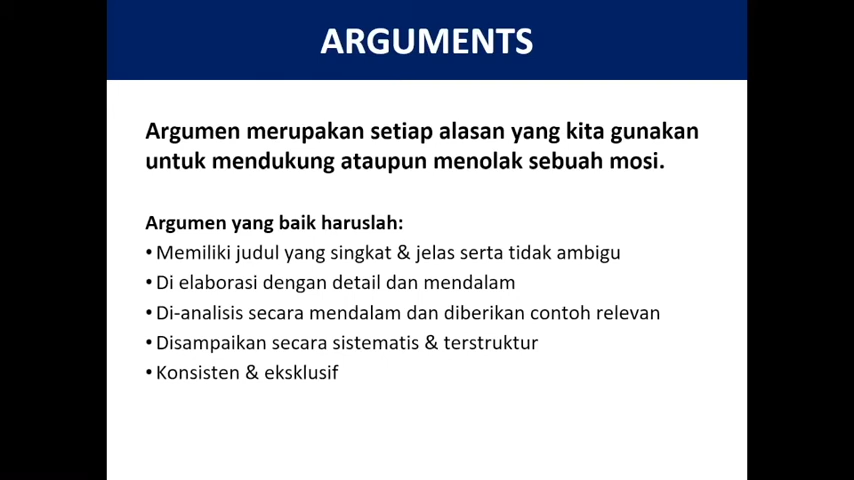 ARGUMENTS
Argumen merupakan setiap alasan yang kita gunakan
untuk mendukung ataupun menolak sebuah mosi.
Argumen yang baik haruslah:
• Memiliki judul yang singkat & jelas serta tidak ambigu
• Di elaborasi dengan detail dan mendalam
• Di-analisis secara mendalam dan diberikan contoh relevan
• Disampaikan secara sistematis & terstruktur
• Konsisten & eksklusif